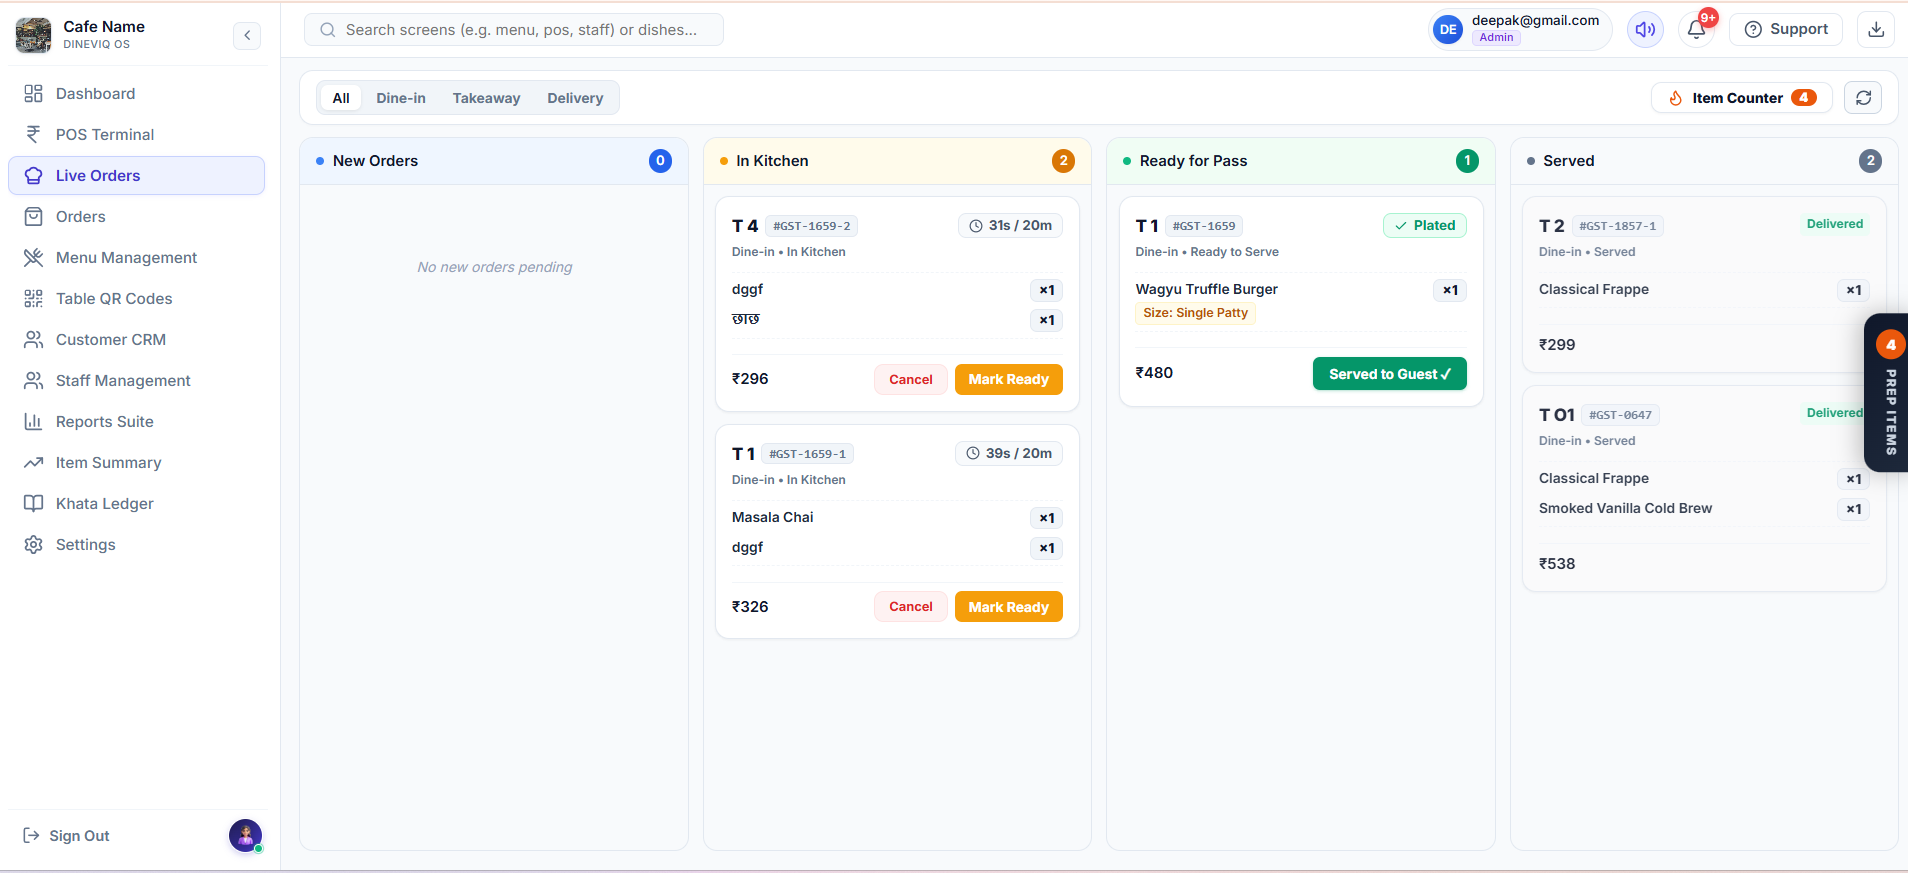 Cafe Name
DINEVIQ OS
Dashboard
POS Terminal
Live Orders
Orders
Menu Management
Table QR Codes
Customer CRM
Staff Management
Reports Suite
Item Summary
Khata Ledger
Settings
Sign Out
Search screens (e.g. menu, pos, staff) or dishes...
DE
deepak@gmail.com
Admin
9+
Support
All
Dine-in
Takeaway
Delivery
Item Counter 4
New Orders 0
No new orders pending
In Kitchen 2
T 4 #GST-1659-2 31s / 20m
Dine-in • In Kitchen
dggf ×1
छाछ ×1
₹296 Cancel Mark Ready
T 1 #GST-1659-1 39s / 20m
Dine-in • In Kitchen
Masala Chai ×1
dggf ×1
₹326 Cancel Mark Ready
Ready for Pass 1
T 1 #GST-1659 ✓ Plated
Dine-in • Ready to Serve
Wagyu Truffle Burger ×1
Size: Single Patty
₹480 Served to Guest ✓
Served 2
T 2 #GST-1857-1 Delivered
Dine-in • Served
Classical Frappe ×1
₹299
T 01 #GST-0647 Delivered
Dine-in • Served
Classical Frappe ×1
Smoked Vanilla Cold Brew ×1
₹538
4
PREP ITEMS